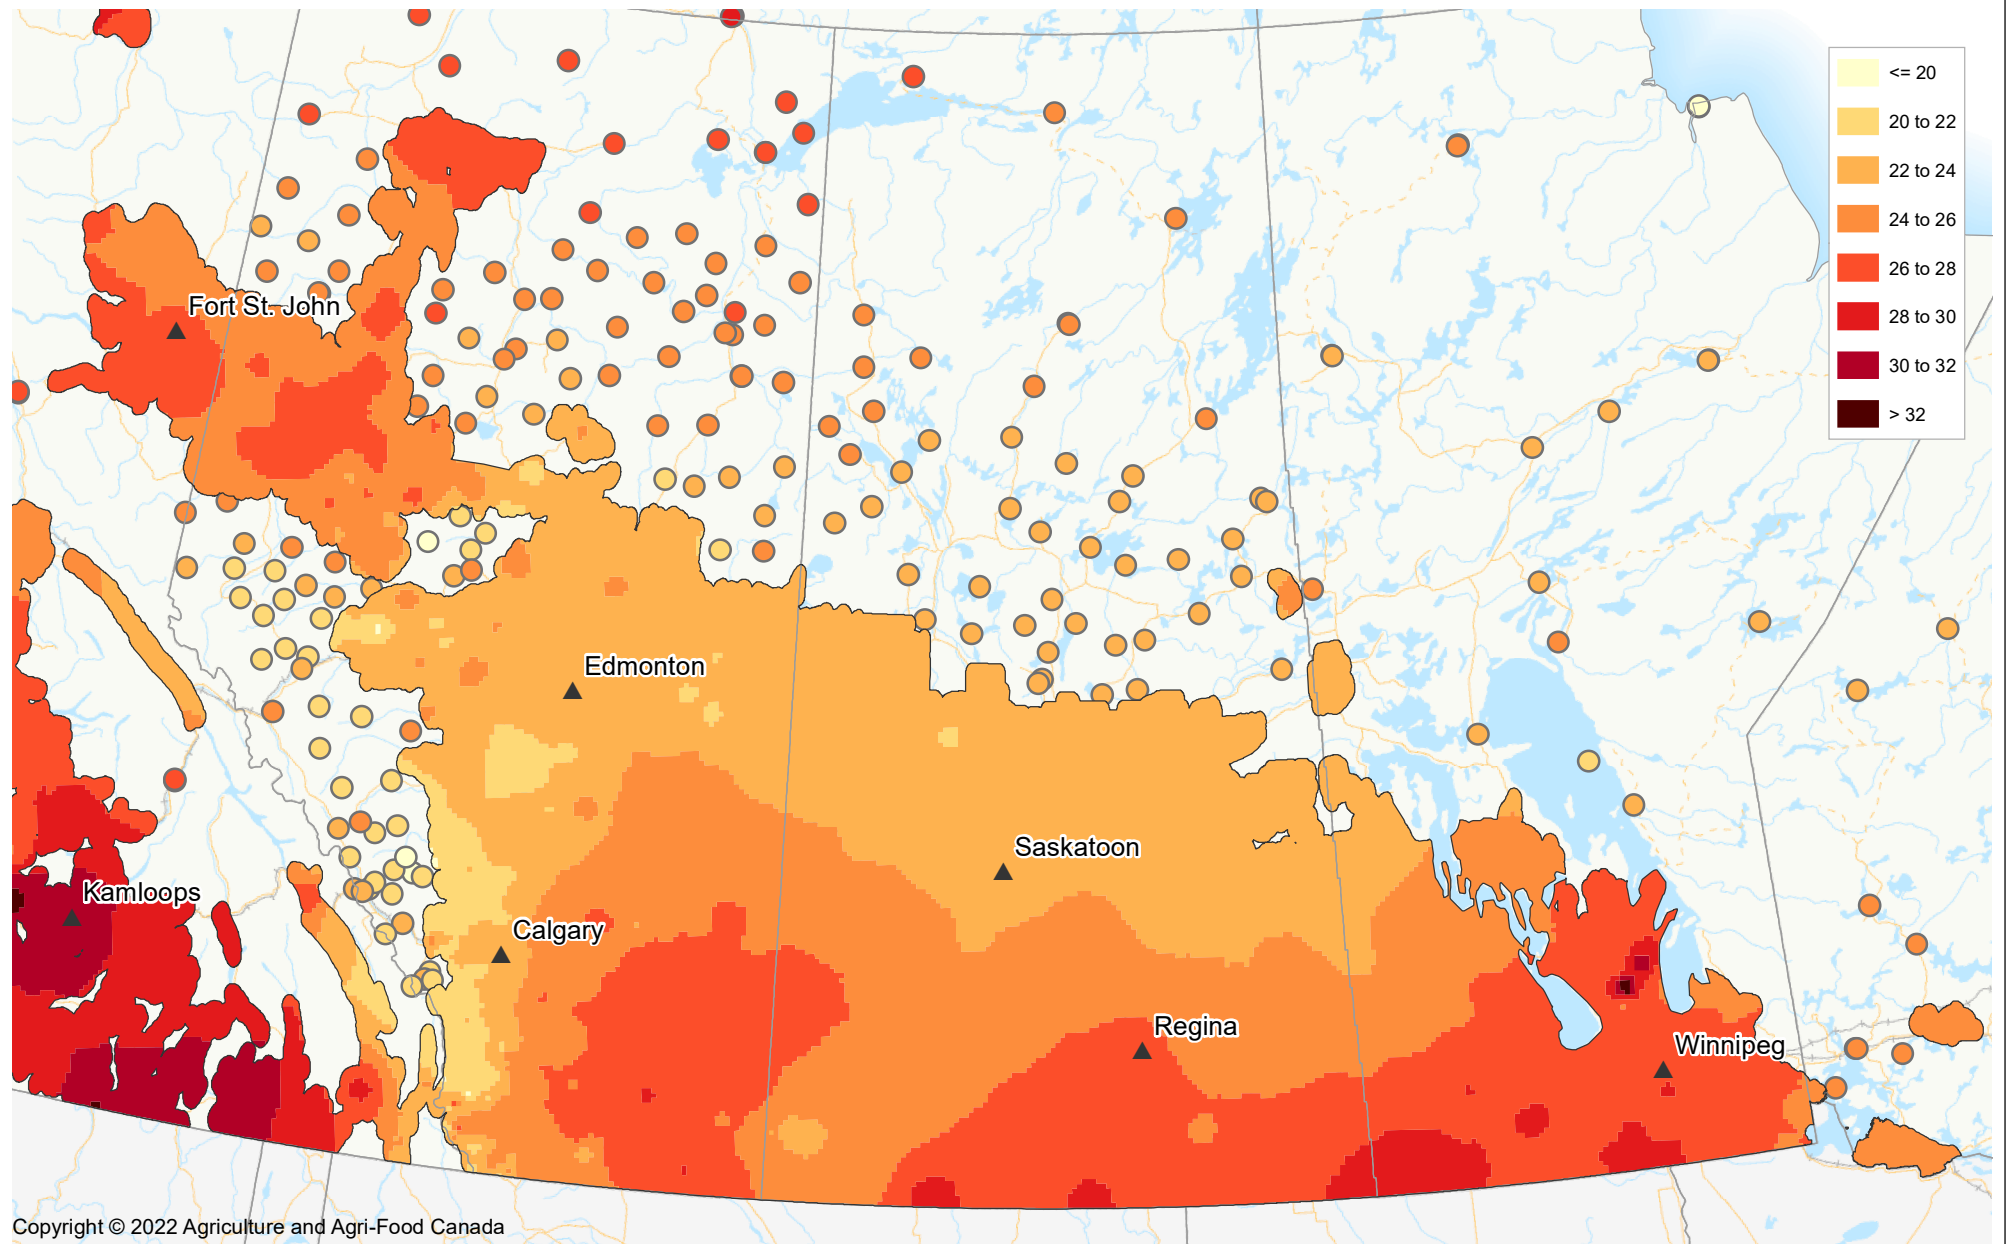 <= 20
20 to 22
22 to 24
24 to 26
26 to 28
28 to 30
30 to 32
> 32
Fort St. John
Edmonton
Saskatoon
Kamloops
Calgary
Regina
Winnipeg
Copyright © 2022 Agriculture and Agri-Food Canada